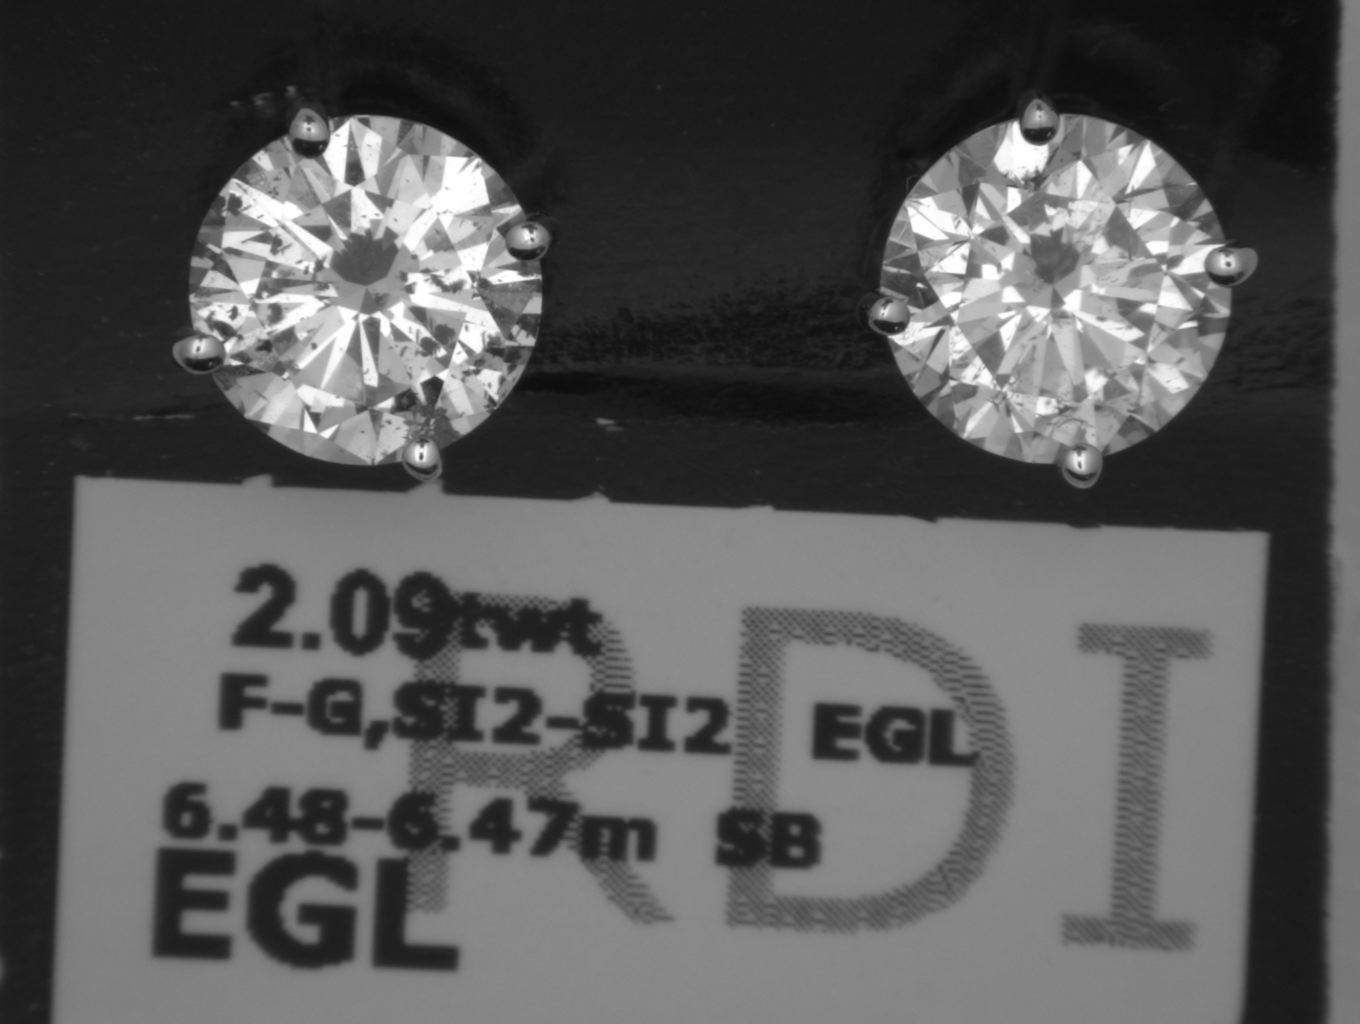 RDI
2.09twt
F-G,SI2-SI2 EGL
6.48-6.47m SB
EGL